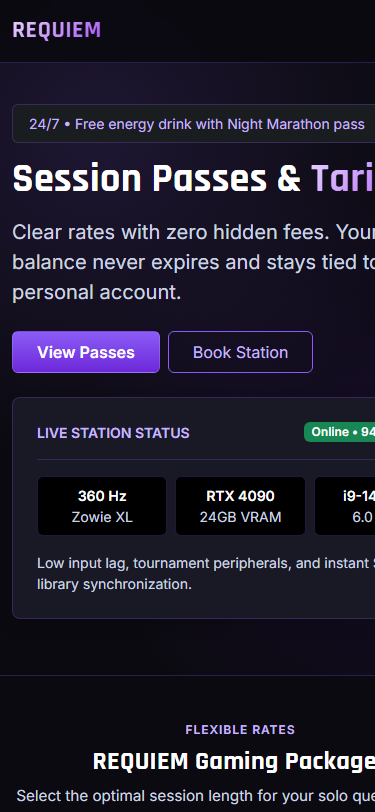 REQUIEM
24/7 • Free energy drink with Night Marathon pass
Session Passes & Tari
Clear rates with zero hidden fees. Your
balance never expires and stays tied to
personal account.
View Passes
Book Station
LIVE STATION STATUS
Online • 94
360 Hz
Zowie XL
RTX 4090
24GB VRAM
i9-14
6.0
Low input lag, tournament peripherals, and instant S
library synchronization.
FLEXIBLE RATES
REQUIEM Gaming Package
Select the optimal session length for your solo que